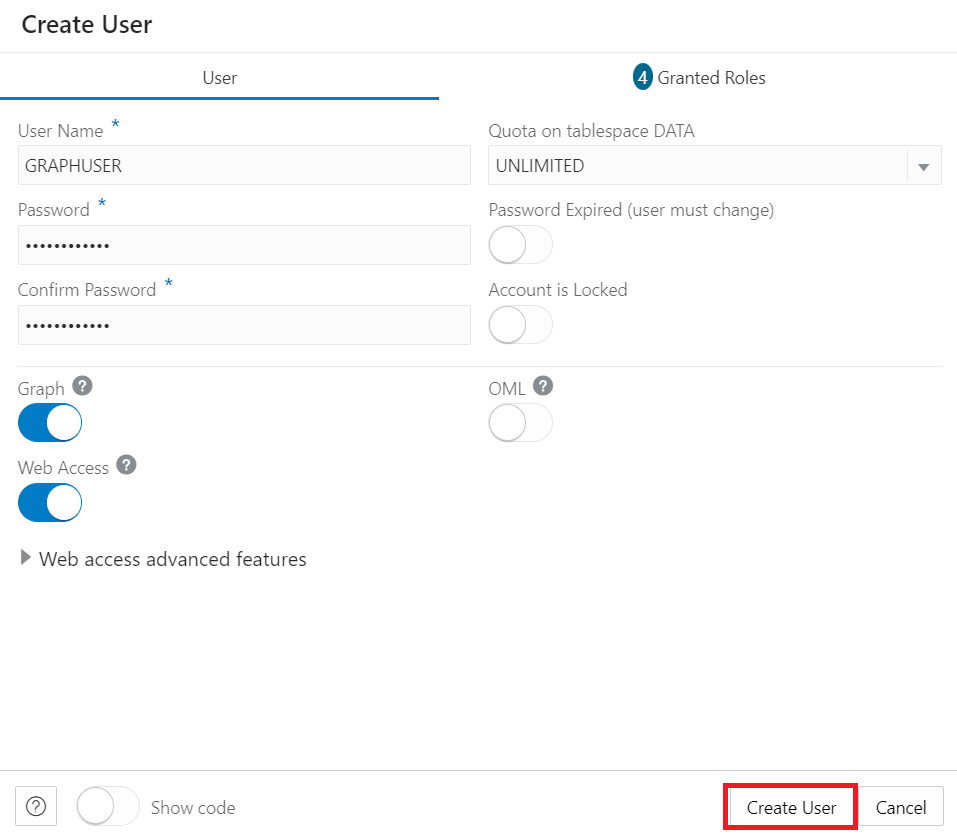 Create User
User
4 Granted Roles
User Name *
Quota on tablespace DATA
GRAPHUSER
UNLIMITED
Password *
Password Expired (user must change)
••••••••••••
Confirm Password *
Account is Locked
••••••••••••
Graph ?
OML ?
Web Access ?
Web access advanced features
? Show code
Create User
Cancel